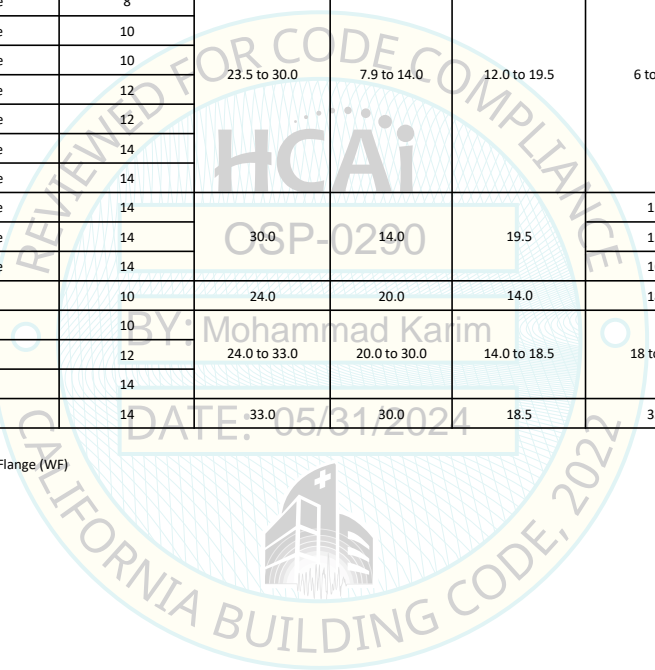 e 8
e 10
e 10
23.5 to 30.0 7.9 to 14.0 12.0 to 19.5 6 to
e 12
e 12
e 14
e 14
e 14 1
e 14 30.0 14.0 19.5 1
e 14 1
10 24.0 20.0 14.0 1
10
12 24.0 to 33.0 20.0 to 30.0 14.0 to 18.5 18 to
14
14 33.0 30.0 18.5 3
Flange (WF)
REVIEWED FOR CODE COMPLIANCE
HCAi
OSP-0290
BY: Mohammad Karim
DATE: 05/31/2024
CALIFORNIA BUILDING CODE, 2022